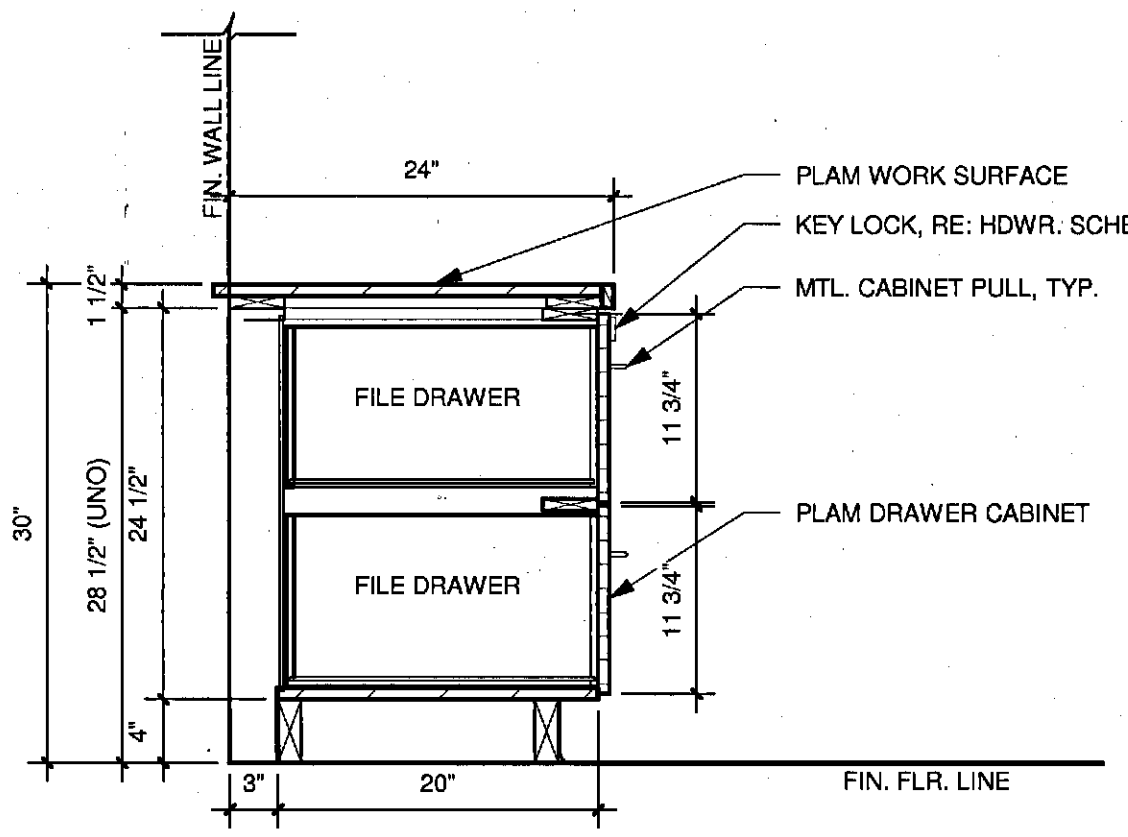 FIN. WALL LINE
24"
PLAM WORK SURFACE
KEY LOCK, RE: HDWR. SCHE
MTL. CABINET PULL, TYP.
1 1/2"
FILE DRAWER
11 3/4"
30"
28 1/2" (UNO)
24 1/2"
PLAM DRAWER CABINET
FILE DRAWER
11 3/4"
4"
3"
20"
FIN. FLR. LINE